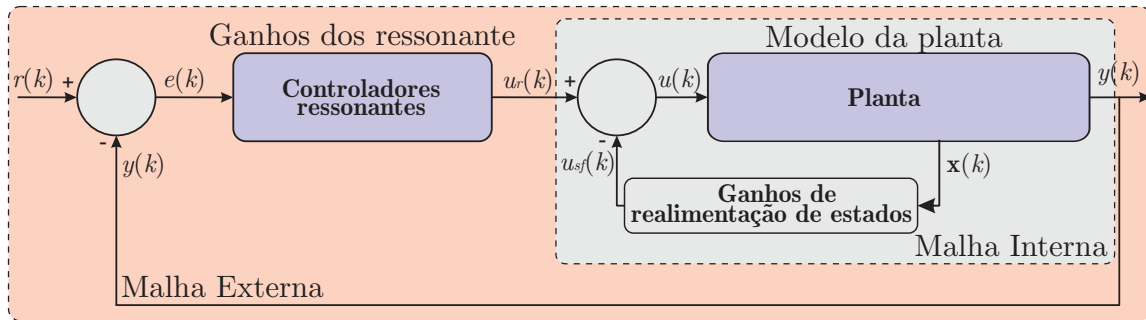 Ganhos dos ressonante
Modelo da planta
r(k)
+
e(k)
Controladores
ressonantes
ur(k)
+
u(k)
Planta
y(k)
-
y(k)
-
usf(k)
x(k)
Ganhos de
realimentação de estados
Malha Interna
Malha Externa